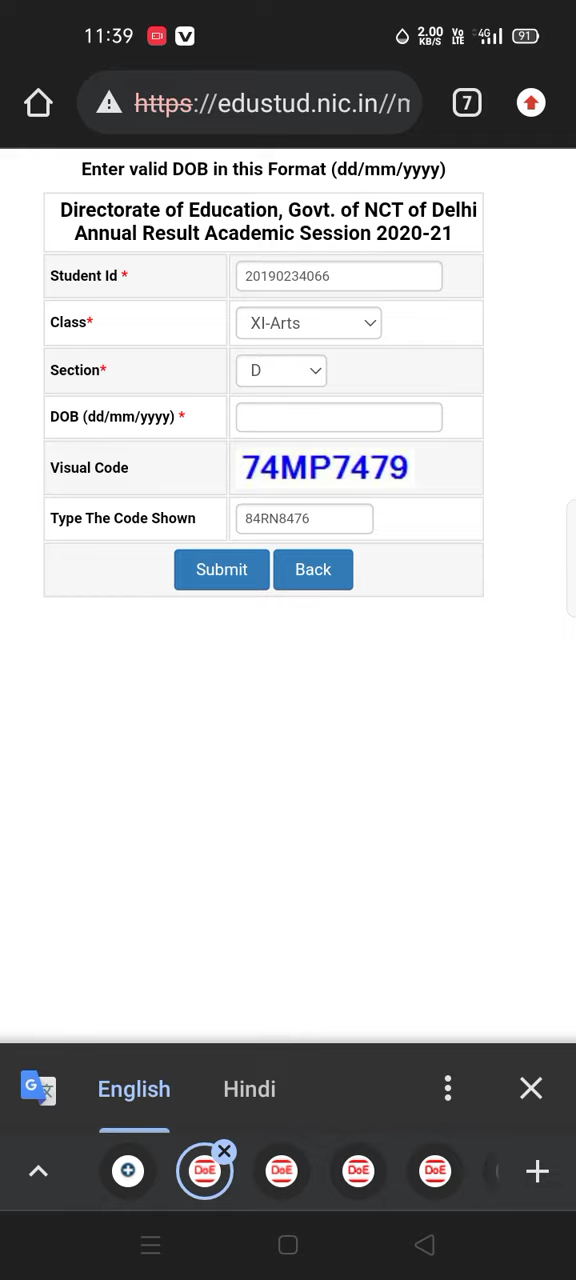 11:39 2.00 KB/S Vo LTE 4G 91
https://edustud.nic.in//m 7
Enter valid DOB in this Format (dd/mm/yyyy)
Directorate of Education, Govt. of NCT of Delhi
Annual Result Academic Session 2020-21
Student Id * 20190234066
Class* XI-Arts
Section* D
DOB (dd/mm/yyyy) *
Visual Code 74MP7479
Type The Code Shown 84RN8476
Submit Back
G 文 English Hindi
DoE DoE DoE DoE